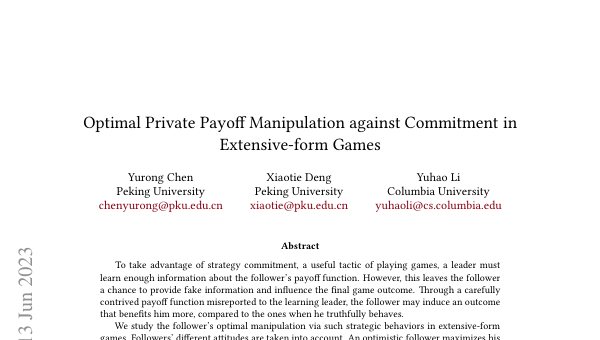 Optimal Private Payoff Manipulation against Commitment in
Extensive-form Games
Yurong Chen
Peking University
chenyurong@pku.edu.cn
Xiaotie Deng
Peking University
xiaotie@pku.edu.cn
Yuhao Li
Columbia University
yuhaoli@cs.columbia.edu
Abstract
To take advantage of strategy commitment, a useful tactic of playing games, a leader must
learn enough information about the follower's payoff function. However, this leaves the follower
a chance to provide fake information and influence the final game outcome. Through a carefully
contrived payoff function misreported to the learning leader, the follower may induce an outcome
that benefits him more, compared to the ones when he truthfully behaves.
We study the follower's optimal manipulation via such strategic behaviors in extensive-form
games. Followers' different attitudes are taken into account. An optimistic follower maximizes his
13 Jun 2023